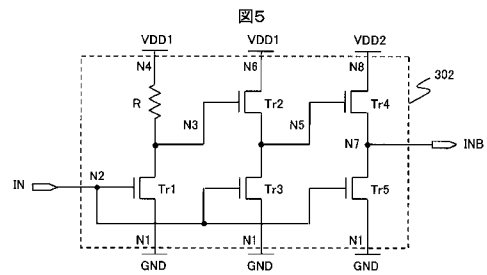 図5
VDD1 VDD1 VDD2
N4 N6 N8
302
R Tr2 Tr4
N3 N5
N7 INB
IN N2
Tr1 Tr3 Tr5
N1 N1 N1
GND GND GND